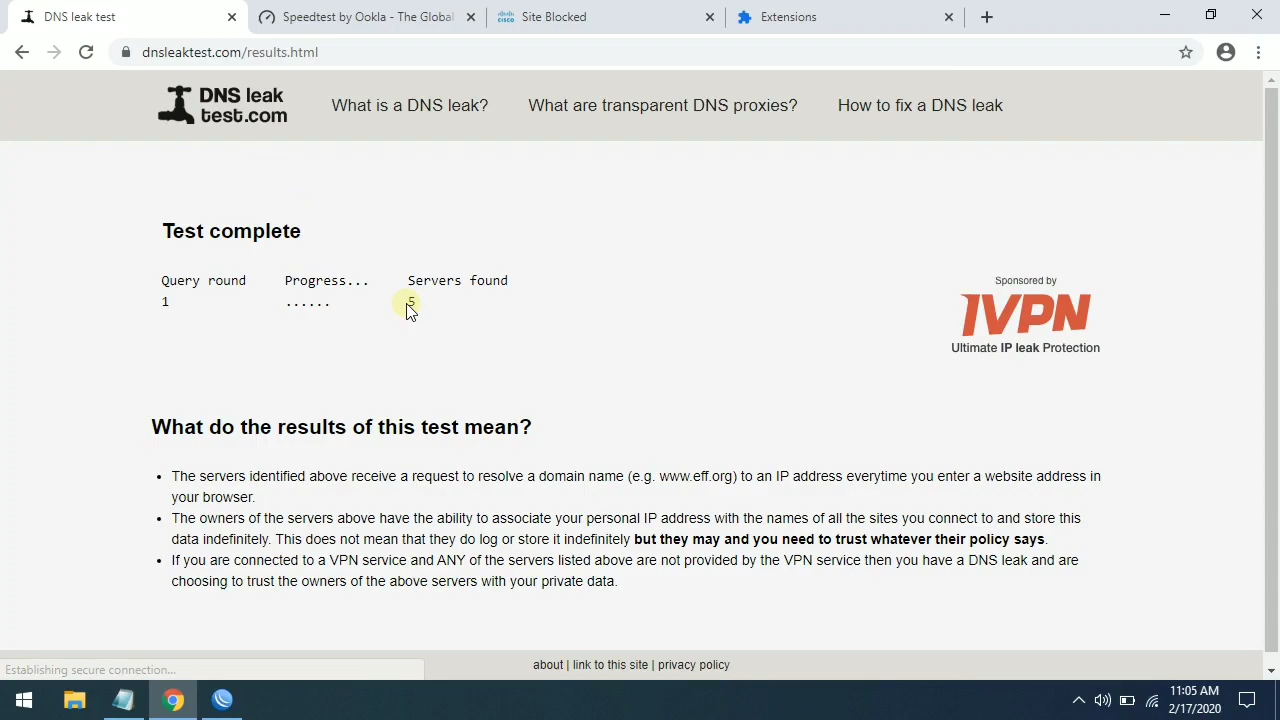 DNS leak test
Speedtest by Ookla - The Global
CISCO
Site Blocked
Extensions
dnsleaktest.com/results.html
DNS leak
test.com
What is a DNS leak?
What are transparent DNS proxies?
How to fix a DNS leak
Test complete
Query round Progress... Servers found
1 ...... 5
Sponsored by
IVPN
Ultimate IP leak Protection
What do the results of this test mean?
• The servers identified above receive a request to resolve a domain name (e.g. www.eff.org) to an IP address everytime you enter a website address in
your browser.
• The owners of the servers above have the ability to associate your personal IP address with the names of all the sites you connect to and store this
data indefinitely. This does not mean that they do log or store it indefinitely but they may and you need to trust whatever their policy says.
• If you are connected to a VPN service and ANY of the servers listed above are not provided by the VPN service then you have a DNS leak and are
choosing to trust the owners of the above servers with your private data.
about | link to this site | privacy policy
Establishing secure connection...
11:05 AM
2/17/2020